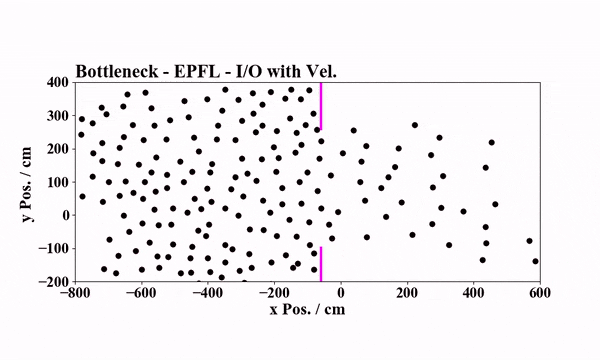 Bottleneck - EPFL - I/O with Vel.
400
300
200
100
0
−100
−200
y Pos. / cm
−800 −600 −400 −200 0 200 400 600
x Pos. / cm